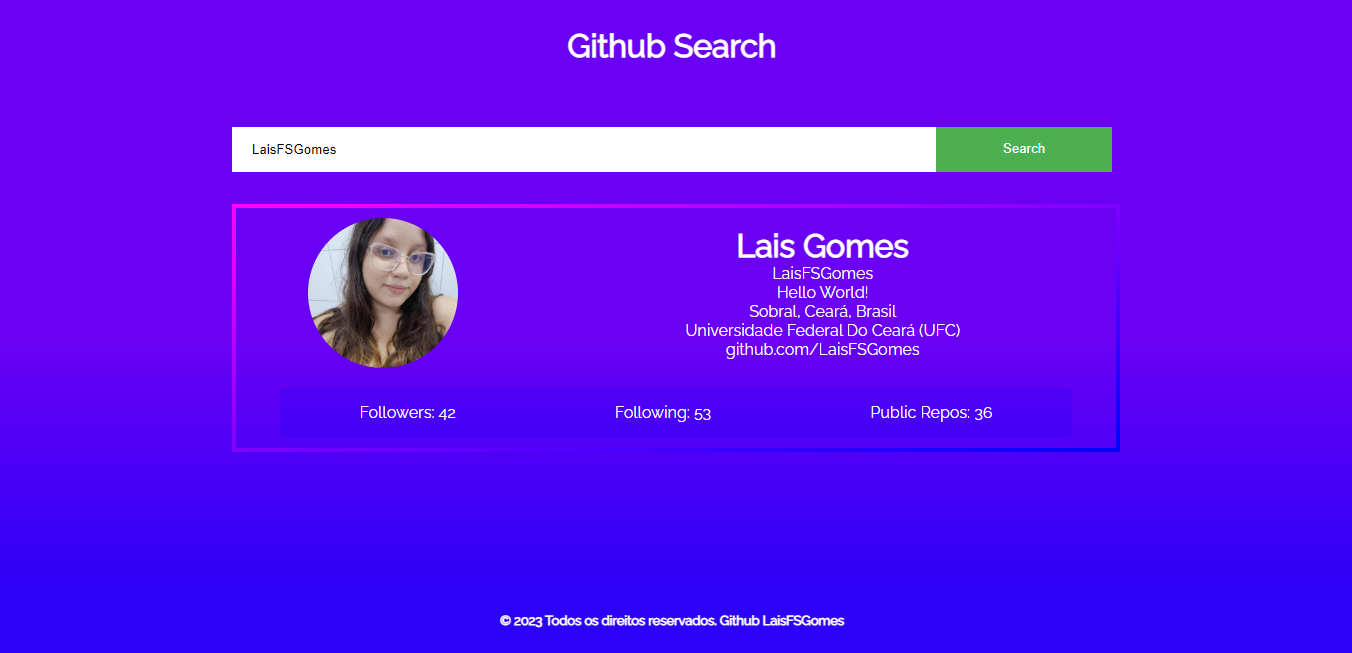 Github Search
LaisFSGomes
Search
Lais Gomes
LaisFSGomes
Hello World!
Sobral, Ceará, Brasil
Universidade Federal Do Ceará (UFC)
github.com/LaisFSGomes
Followers: 42
Following: 53
Public Repos: 36
© 2023 Todos os direitos reservados. Github LaisFSGomes